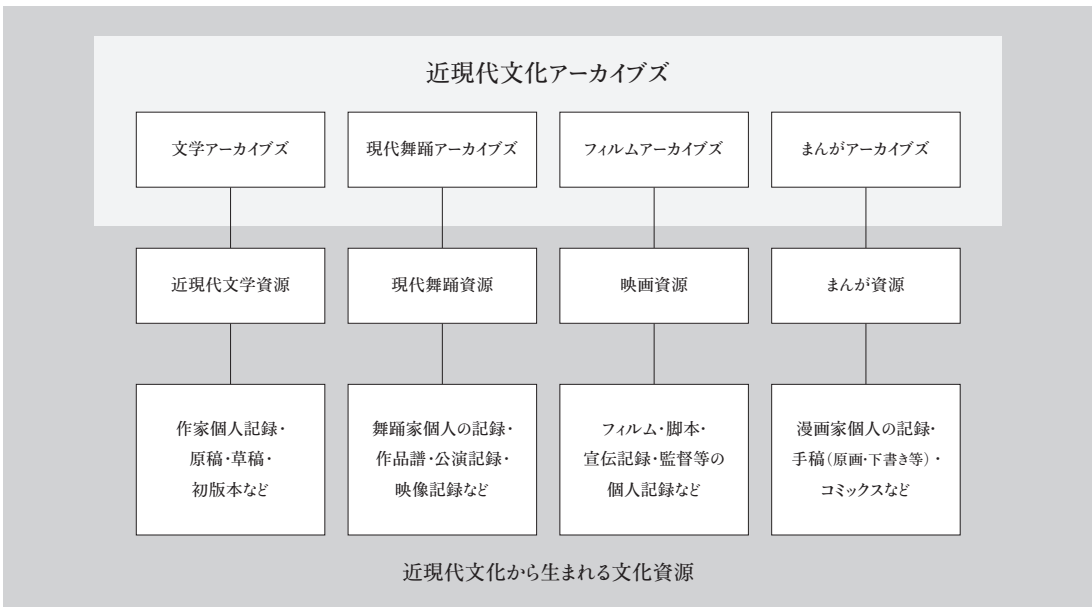 近現代文化アーカイブズ
文学アーカイブズ
現代舞踊アーカイブズ
フィルムアーカイブズ
まんがアーカイブズ
近現代文学資源
現代舞踊資源
映画資源
まんが資源
作家個人記録・
原稿・草稿・
初版本など
舞踊家個人の記録・
作品譜・公演記録・
映像記録など
フィルム・脚本・
宣伝記録・監督等の
個人記録など
漫画家個人の記録・
手稿(原画・下書き等)・
コミックスなど
近現代文化から生まれる文化資源